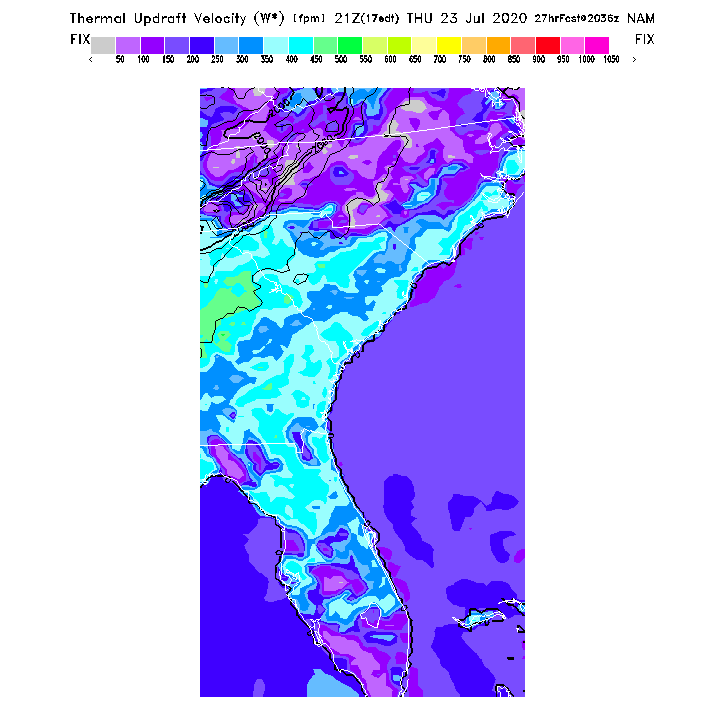 Thermal Updraft Velocity (W*) [fpm] 21Z(17edt) THU 23 Jul 2020 27hrFcst@2036z NAM
FIX FIX
< 50 100 150 200 250 300 350 400 450 500 550 600 650 700 750 800 850 900 950 1000 1050 >